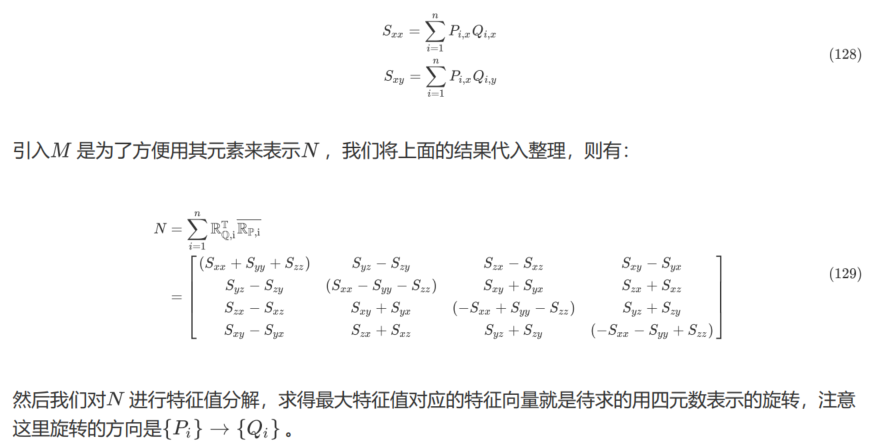 S_{xx} = \sum_{i=1}^{n} P_{i,x} Q_{i,x}
(128)
S_{xy} = \sum_{i=1}^{n} P_{i,x} Q_{i,y}
引入M 是为了方便用其元素来表示N ，我们将上面的结果代入整理，则有：
N = \sum_{i=1}^{n} \mathbb{R}_{\mathbb{Q},i}^{\mathbb{T}} \overline{\mathbb{R}_{\mathbb{P},i}}
(129)
= \begin{bmatrix} (S_{xx} + S_{yy} + S_{zz}) & S_{yz} - S_{zy} & S_{zx} - S_{xz} & S_{xy} - S_{yx} \\
S_{yz} - S_{zy} & (S_{xx} - S_{yy} - S_{zz}) & S_{xy} + S_{yx} & S_{zx} + S_{xz} \\
S_{zx} - S_{xz} & S_{xy} + S_{yx} & (-S_{xx} + S_{yy} - S_{zz}) & S_{yz} + S_{zy} \\
S_{xy} - S_{yx} & S_{zx} + S_{xz} & S_{yz} + S_{zy} & (-S_{xx} - S_{yy} + S_{zz}) \end{bmatrix}
然后我们对N 进行特征值分解，求得最大特征值对应的特征向量就是待求的用四元数表示的旋转，注意
这里旋转的方向是{P_i} → {Q_i} 。